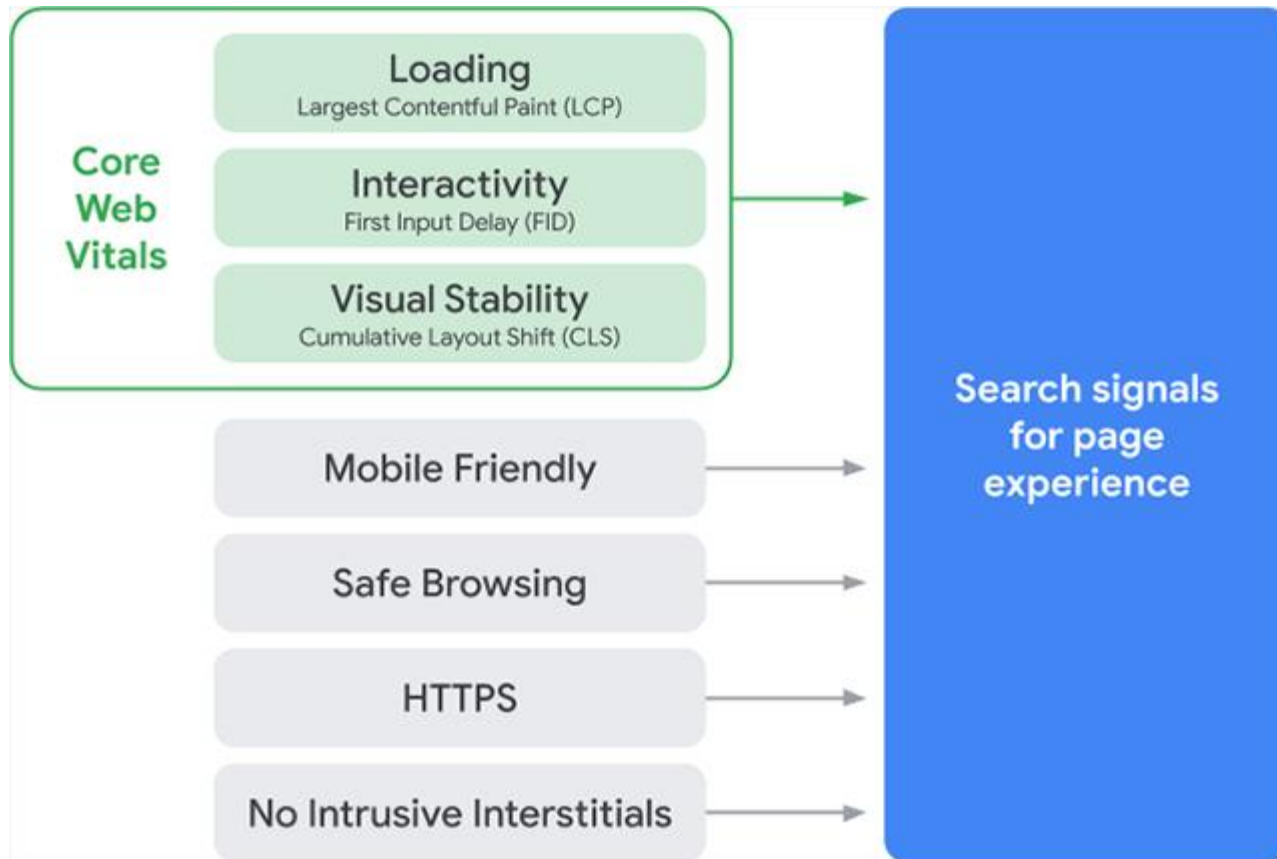 Core
Web
Vitals
Loading
Largest Contentful Paint (LCP)
Interactivity
First Input Delay (FID)
Visual Stability
Cumulative Layout Shift (CLS)
Mobile Friendly
Safe Browsing
HTTPS
No Intrusive Interstitials
Search signals
for page
experience